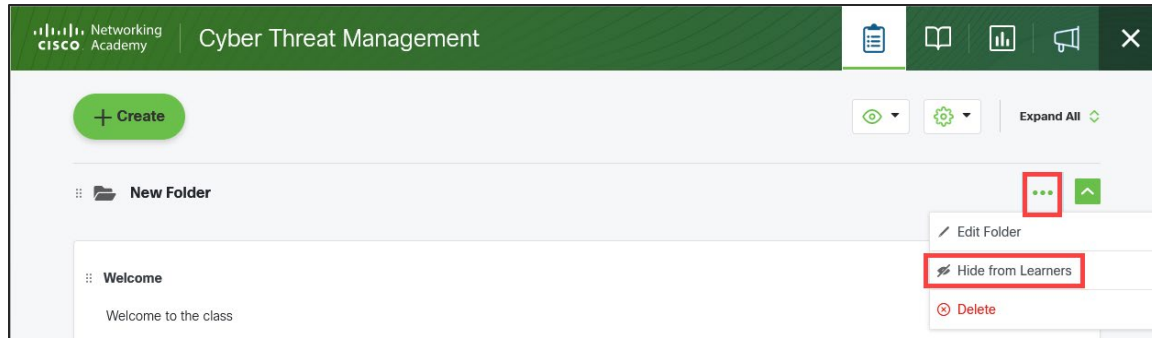 Networking
CISCO Academy
Cyber Threat Management
+ Create
Expand All
New Folder
Edit Folder
Welcome
Hide from Learners
Welcome to the class
Delete